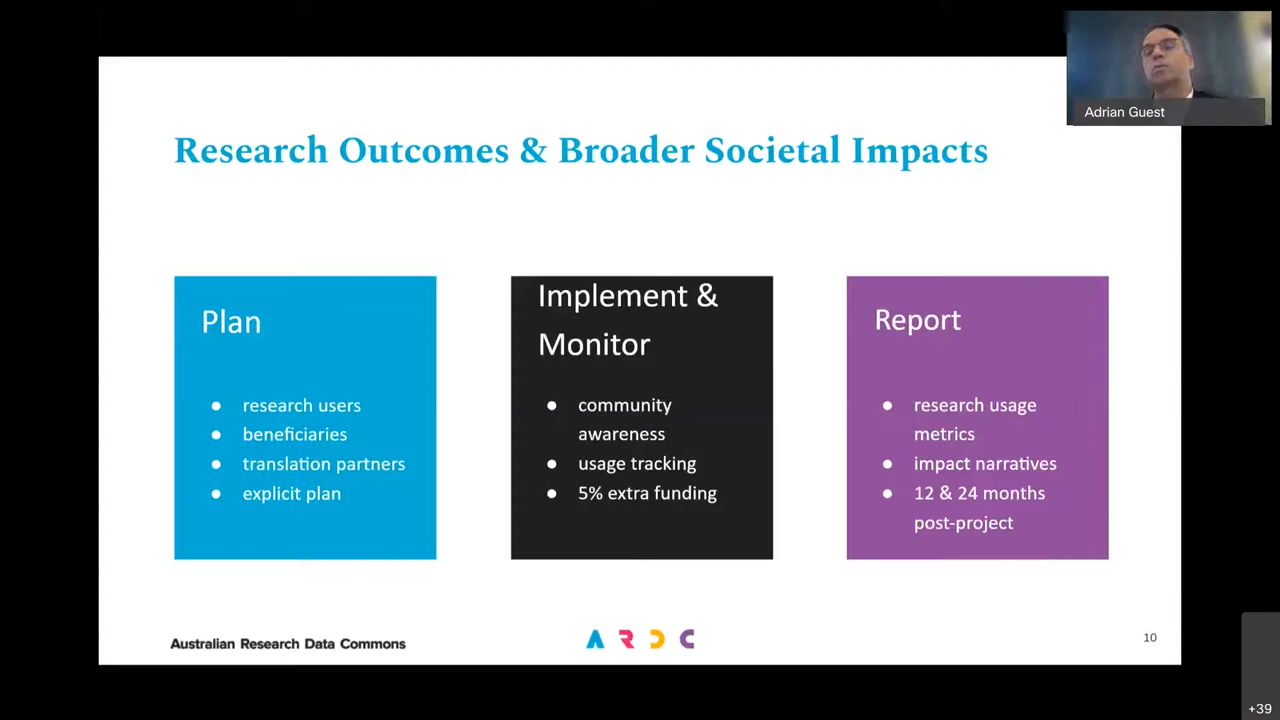 Adrian Guest
Research Outcomes & Broader Societal Impacts
Plan
● research users
● beneficiaries
● translation partners
● explicit plan
Implement &
Monitor
● community
awareness
● usage tracking
● 5% extra funding
Report
● research usage
metrics
● impact narratives
● 12 & 24 months
post-project
Australian Research Data Commons
A R D C
10
+39